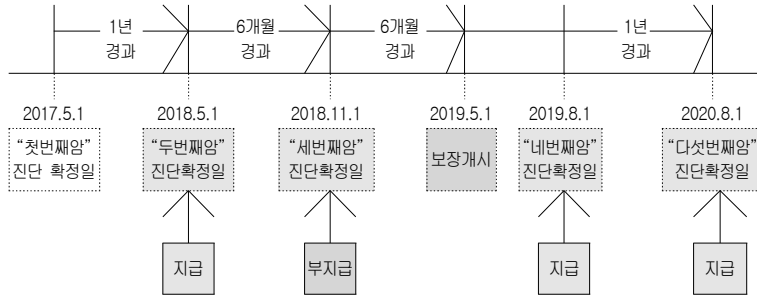 1년
경과
6개월
경과
6개월
경과
1년
경과
2017.5.1
2018.5.1
2018.11.1
2019.5.1
2019.8.1
2020.8.1
“첫번째암”
진단 확정일
“두번째암”
진단확정일
“세번째암”
진단확정일
보장개시
“네번째암”
진단확정일
“다섯번째암”
진단확정일
지급
부지급
지급
지급